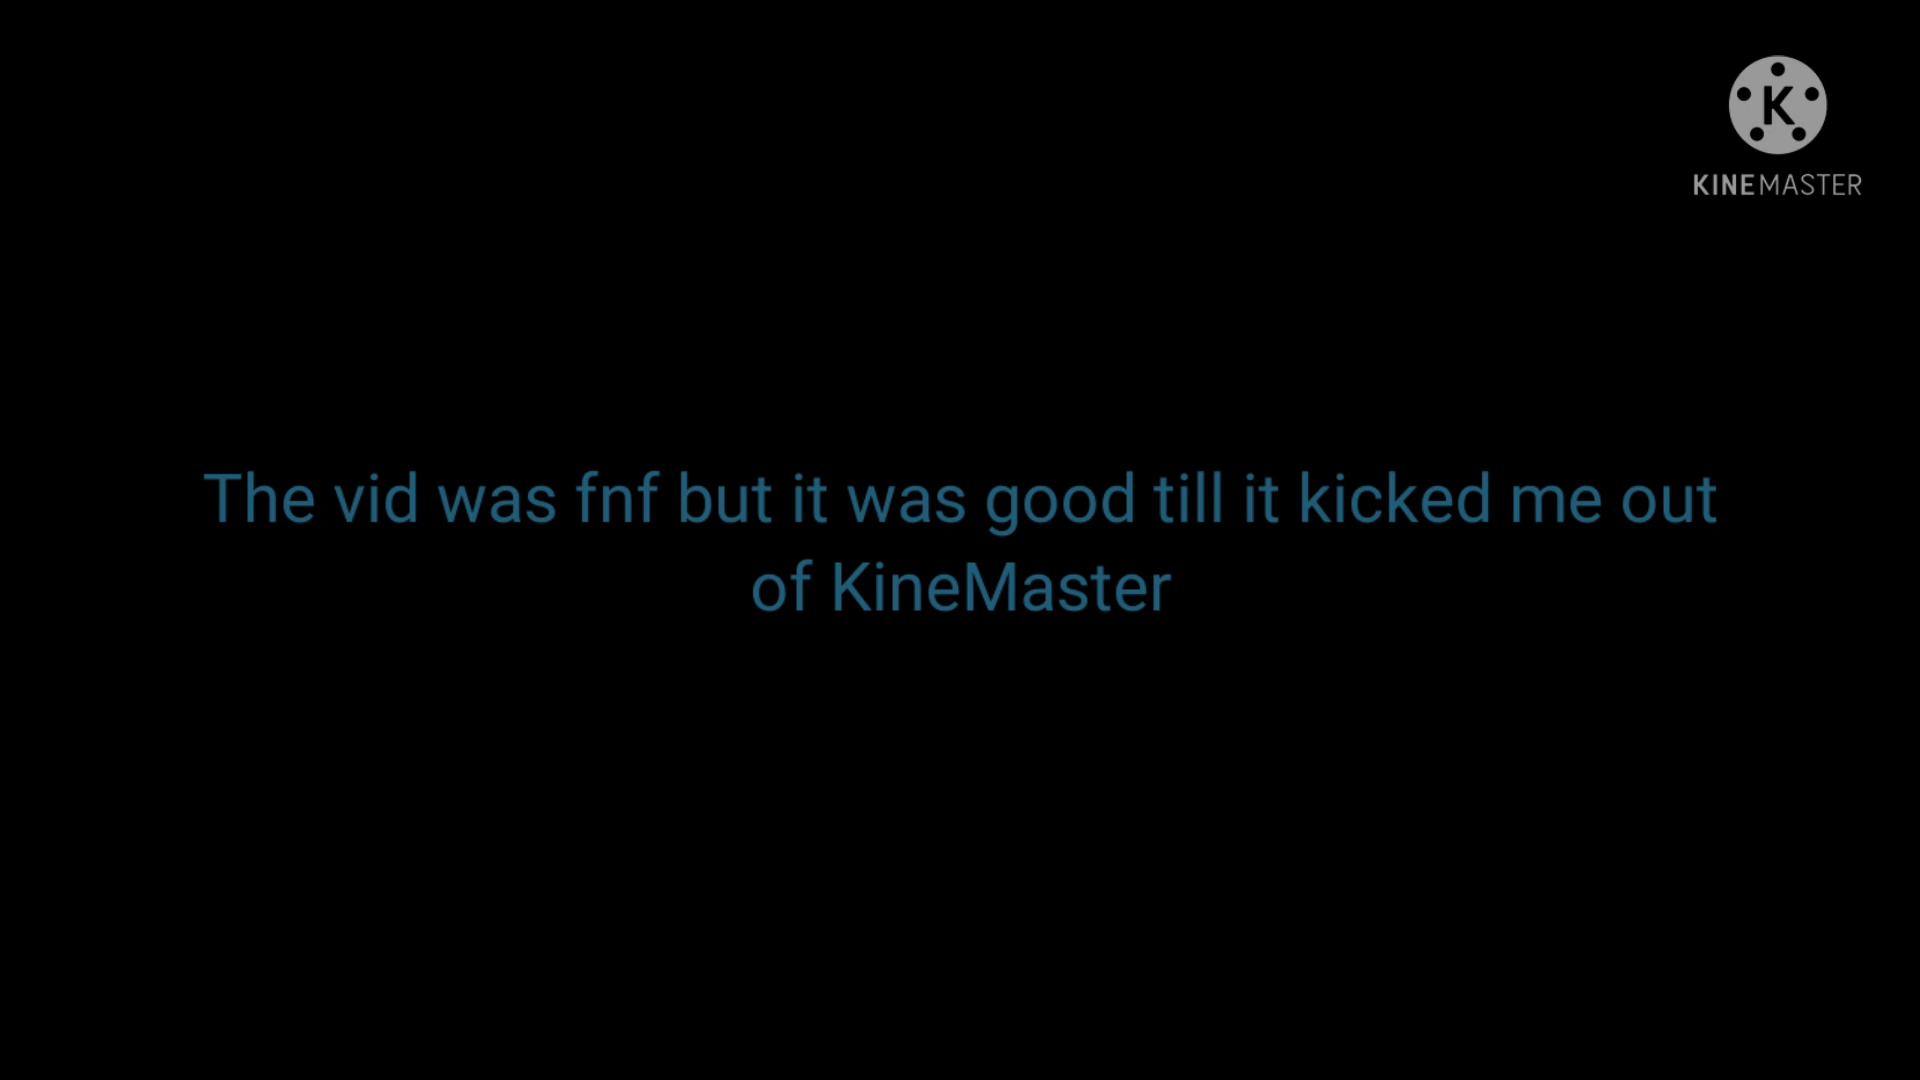 K
KINEMASTER
The vid was fnf but it was good till it kicked me out
of KineMaster